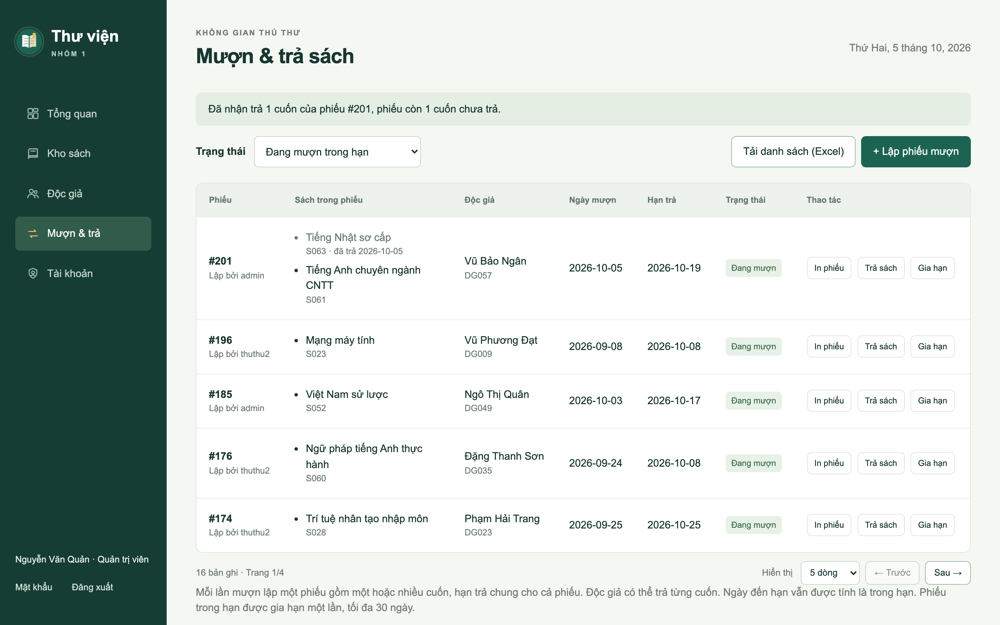 Thư viện
NHÓM 1
Tổng quan
Kho sách
Độc giả
Mượn & trả
Tài khoản
Nguyễn Văn Quản · Quản trị viên
Mật khẩu Đăng xuất
KHÔNG GIAN THỦ THƯ
Mượn & trả sách
Thứ Hai, 5 tháng 10, 2026
Đã nhận trả 1 cuốn của phiếu #201, phiếu còn 1 cuốn chưa trả.
Trạng thái Đang mượn trong hạn Tải danh sách (Excel) + Lập phiếu mượn
Phiếu Sách trong phiếu Độc giả Ngày mượn Hạn trả Trạng thái Thao tác
#201
Lập bởi admin
Tiếng Nhật sơ cấp
S063 · đã trả 2026-10-05
Tiếng Anh chuyên ngành
CNTT
S061
Vũ Bảo Ngân
DG057
2026-10-05 2026-10-19 Đang mượn In phiếu Trả sách Gia hạn
#196
Lập bởi thuthu2
Mạng máy tính
S023
Vũ Phương Đạt
DG009
2026-09-08 2026-10-08 Đang mượn In phiếu Trả sách Gia hạn
#185
Lập bởi admin
Việt Nam sử lược
S052
Ngô Thị Quân
DG049
2026-10-03 2026-10-17 Đang mượn In phiếu Trả sách Gia hạn
#176
Lập bởi thuthu2
Ngữ pháp tiếng Anh thực
hành
S060
Đặng Thanh Sơn
DG035
2026-09-24 2026-10-08 Đang mượn In phiếu Trả sách Gia hạn
#174
Lập bởi thuthu2
Trí tuệ nhân tạo nhập môn
S028
Phạm Hải Trang
DG023
2026-09-25 2026-10-25 Đang mượn In phiếu Trả sách Gia hạn
16 bản ghi · Trang 1/4 Hiển thị 5 dòng ← Trước Sau →
Mỗi lần mượn lập một phiếu gồm một hoặc nhiều cuốn, hạn trả chung cho cả phiếu. Độc giả có thể trả từng cuốn. Ngày đến hạn vẫn được tính là trong hạn. Phiếu
trong hạn được gia hạn một lần, tối đa 30 ngày.